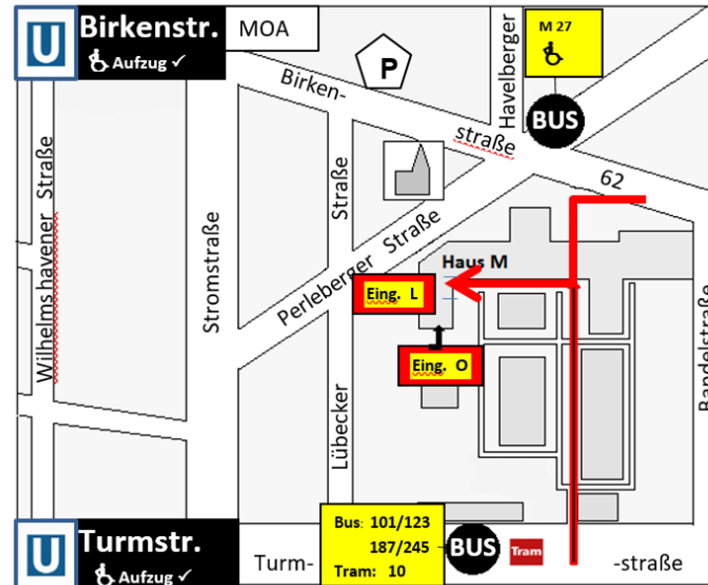 U Birkenstr. MOA
♿ Aufzug ✓
P
Birken-
straße
Havelberger
M 27
♿
BUS
62
Wilhelmshavener Straße
Stromstraße
Lübecker Straße
Perleberger Straße
Haus M
Eing. L
Eing. O
Bandelstraße
U Turmstr.
♿ Aufzug ✓
Turm-
Bus: 101/123
187/245
Tram: 10
BUS
Tram
-straße